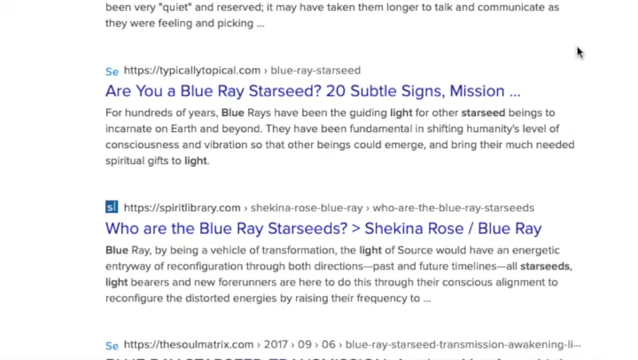 been very "quiet" and reserved; it may have taken them longer to talk and communicate as
they were feeling and picking ...
Se https://typicallytopical.com › blue-ray-starseed
Are You a Blue Ray Starseed? 20 Subtle Signs, Mission ...
For hundreds of years, Blue Rays have been the guiding light for other starseed beings to
incarnate on Earth and beyond. They have been fundamental in shifting humanity's level of
consciousness and vibration so that other beings could emerge, and bring their much needed
spiritual gifts to light.
sl https://spiritlibrary.com › shekina-rose-blue-ray › who-are-the-blue-ray-starseeds
Who are the Blue Ray Starseeds? > Shekina Rose / Blue Ray
Blue Ray, by being a vehicle of transformation, the light of Source would have an energetic
entryway of reconfiguration through both directions—past and future timelines—all starseeds,
light bearers and new forerunners are here to do this through their conscious alignment to
reconfigure the distorted energies by raising their frequency to ...
Se https://thesoulmatrix.com › 2017 › 09 › 06 › blue-ray-starseed-transmission-awakening-li···
BLUE RAY STARSEED TRANSMISSION